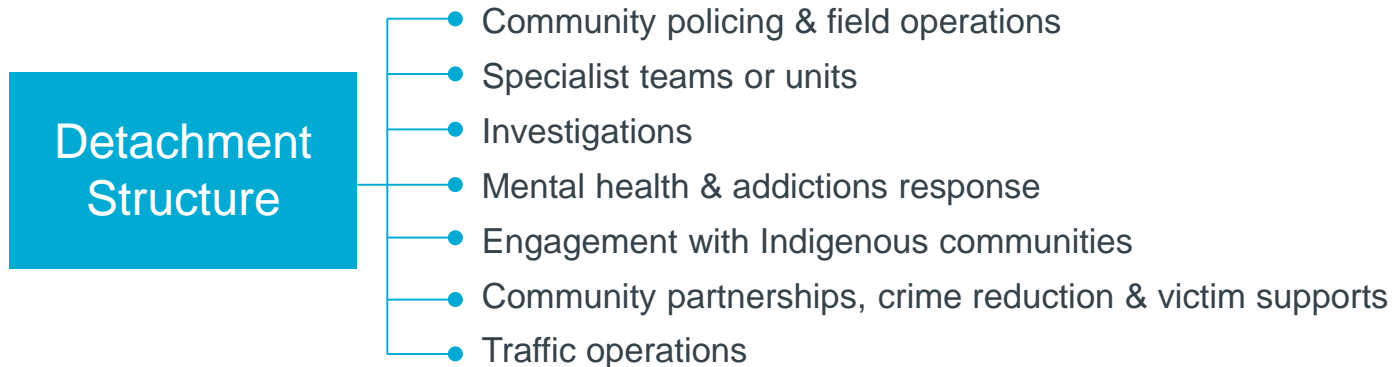 Detachment
Structure
Community policing & field operations
Specialist teams or units
Investigations
Mental health & addictions response
Engagement with Indigenous communities
Community partnerships, crime reduction & victim supports
Traffic operations